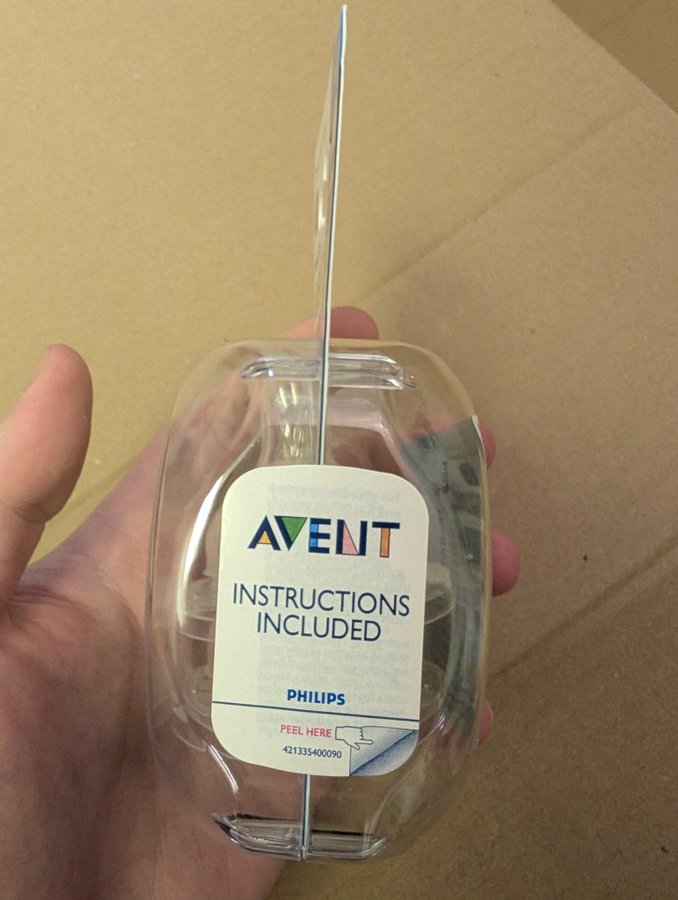 AVENT
INSTRUCTIONS
INCLUDED
PHILIPS
PEEL HERE
421335400090